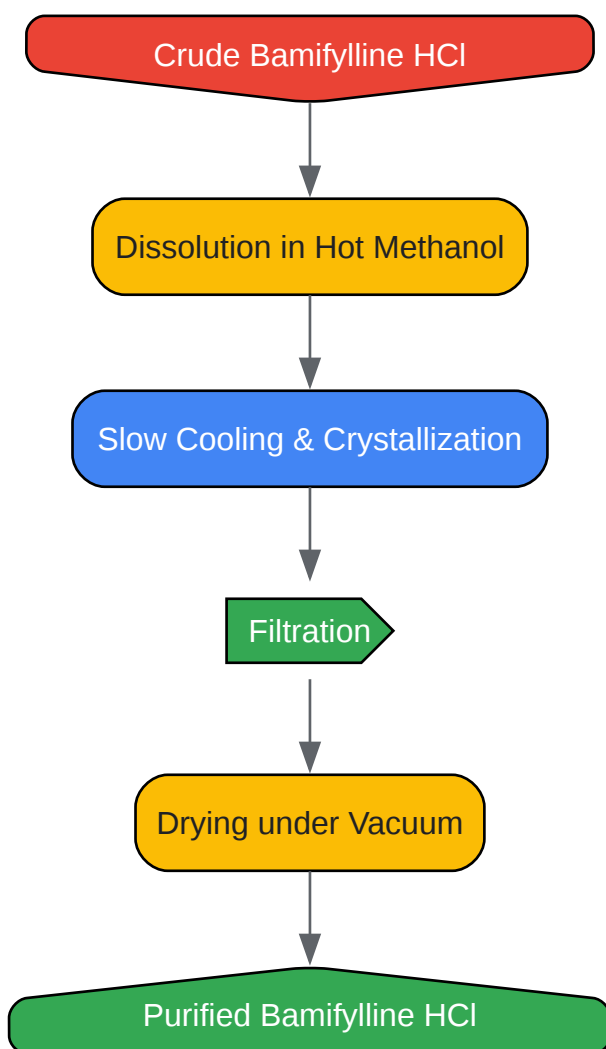 Crude Bamifylline HCl
Dissolution in Hot Methanol
Slow Cooling & Crystallization
Filtration
Drying under Vacuum
Purified Bamifylline HCl